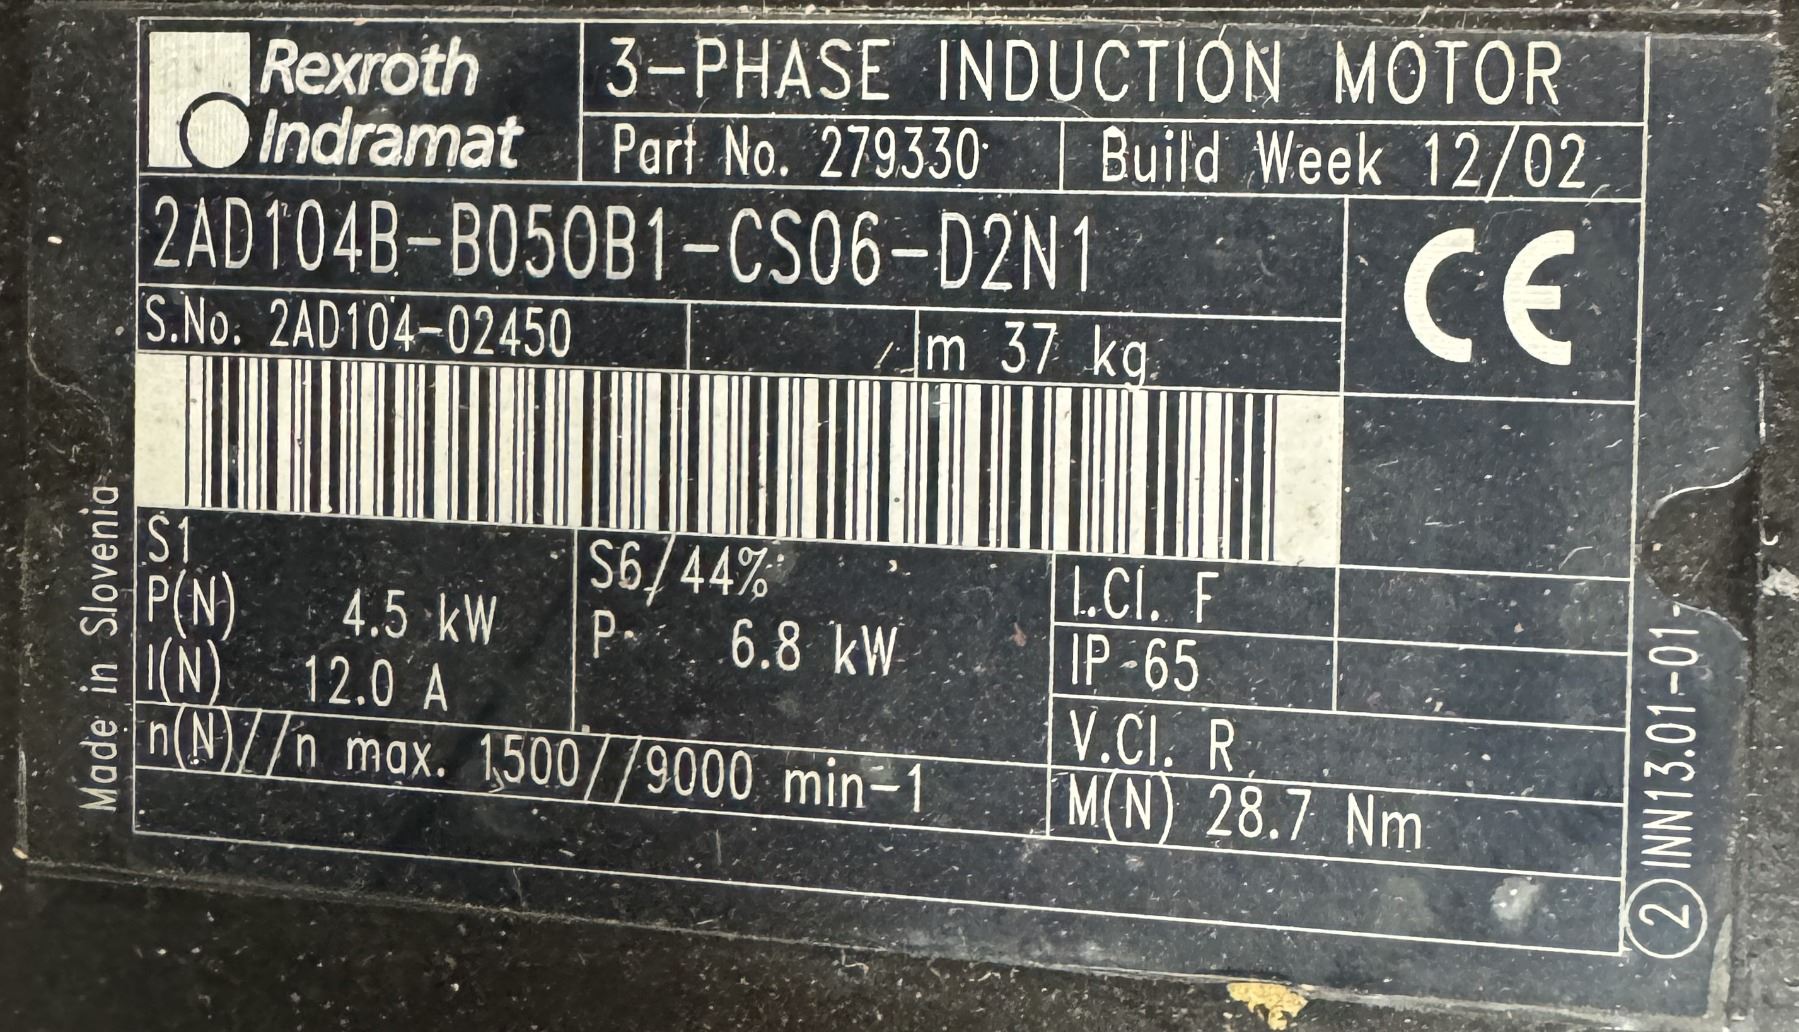 Rexroth
Indramat
3-PHASE INDUCTION MOTOR
Part No. 279330
Build Week 12/02
2AD104B-B050B1-CS06-D2N1
CE
S.No. 2AD104-02450
m 37 kg
S1
P(N) 4.5 kW
I(N) 12.0 A
S6/44%
P 6.8 kW
I.Cl. F
IP 65
V.Cl. R
n(N)//n max. 1500//9000 min-1
M(N) 28.7 Nm
Made in Slovenia
2 INN13.01-01-